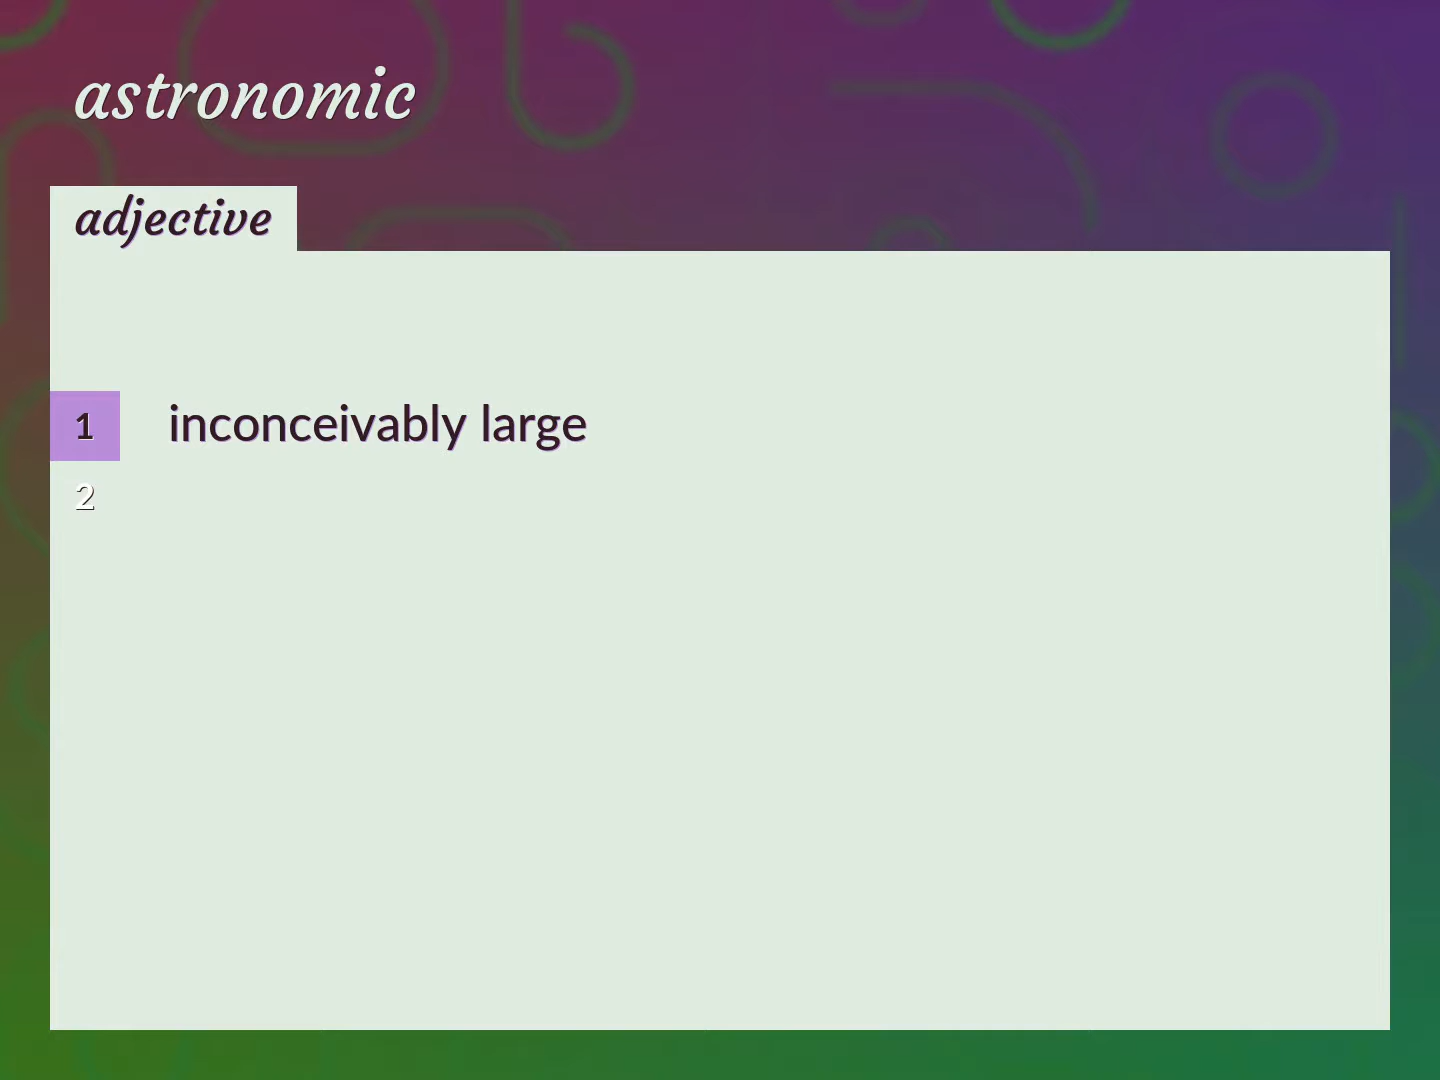 astronomic
adjective
1 inconceivably large
2